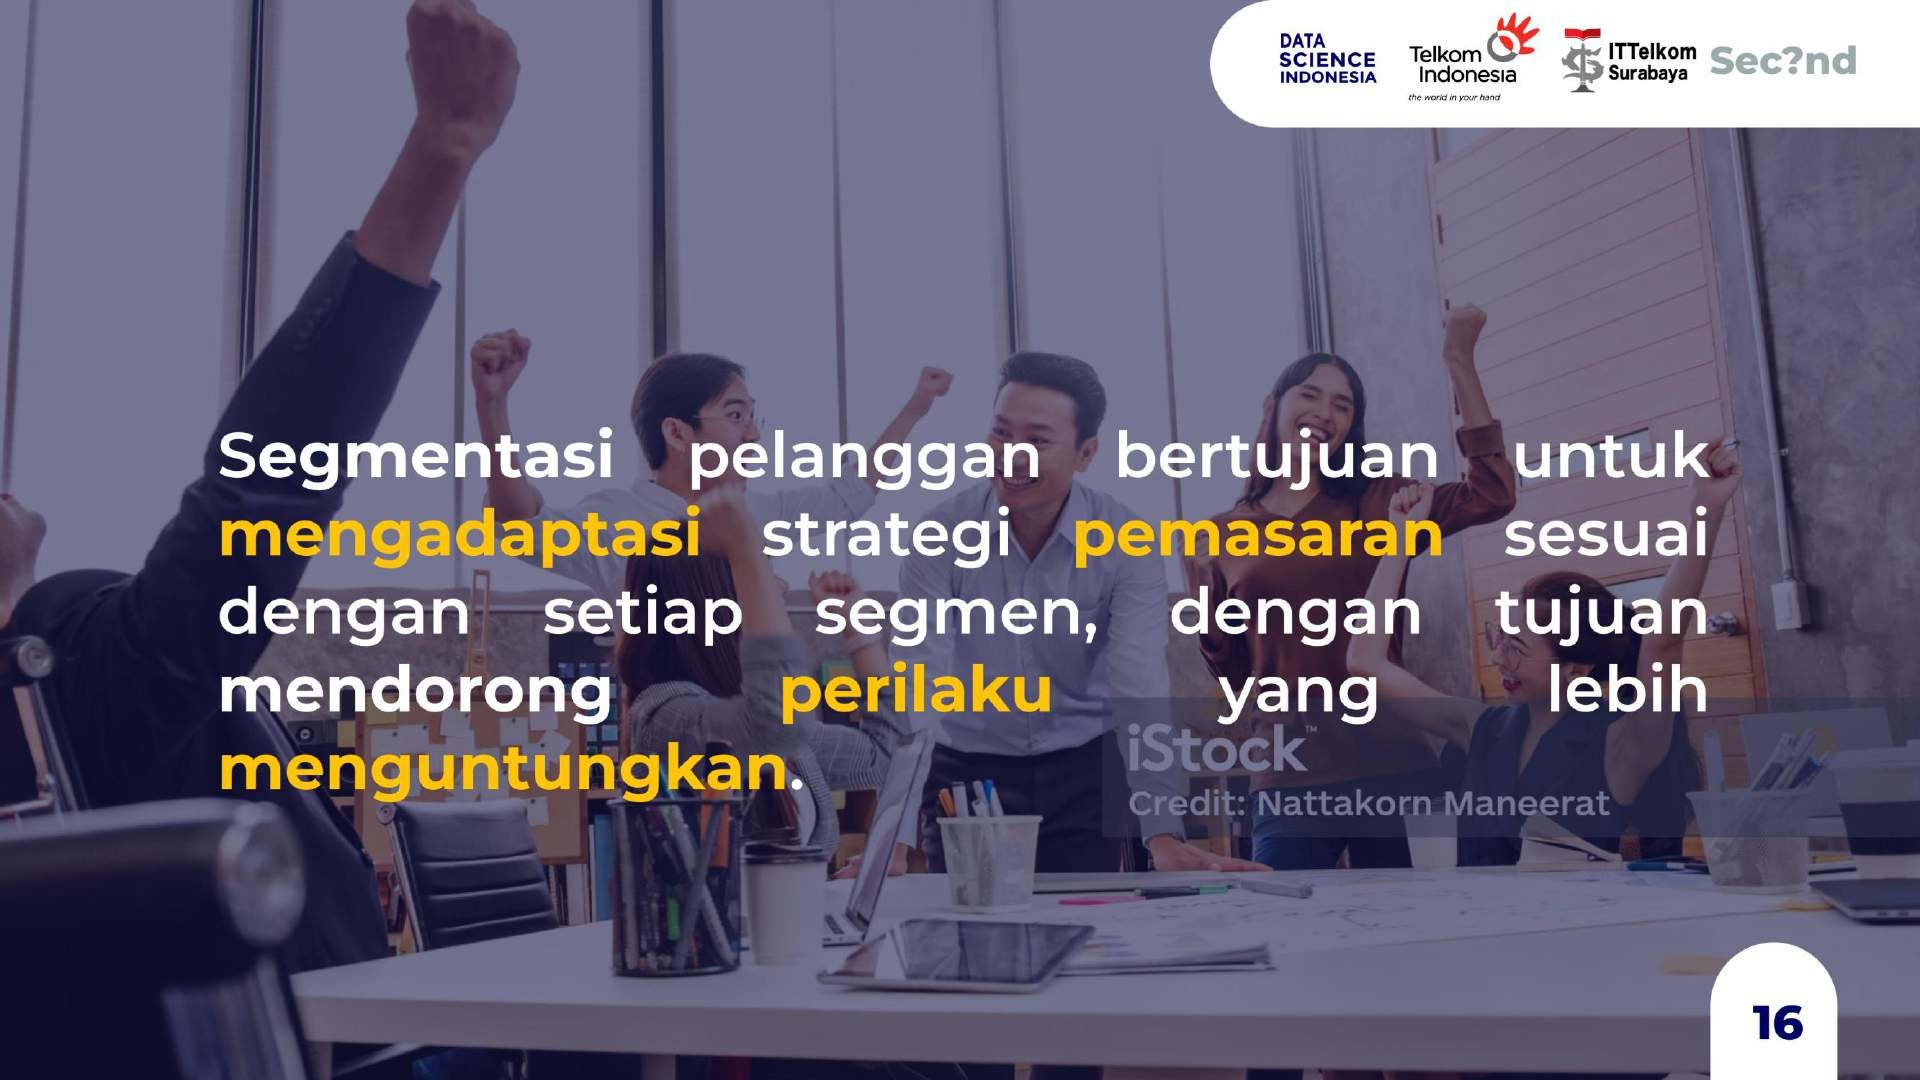 DATA
SCIENCE
INDONESIA
Telkom
Indonesia
the world in your hand
ITTelkom
Surabaya
Sec?nd
Segmentasi pelanggan bertujuan untuk
mengadaptasi strategi pemasaran sesuai
dengan setiap segmen, dengan tujuan
mendorong perilaku yang lebih
menguntungkan.
iStock™
Credit: Nattakorn Maneerat
16